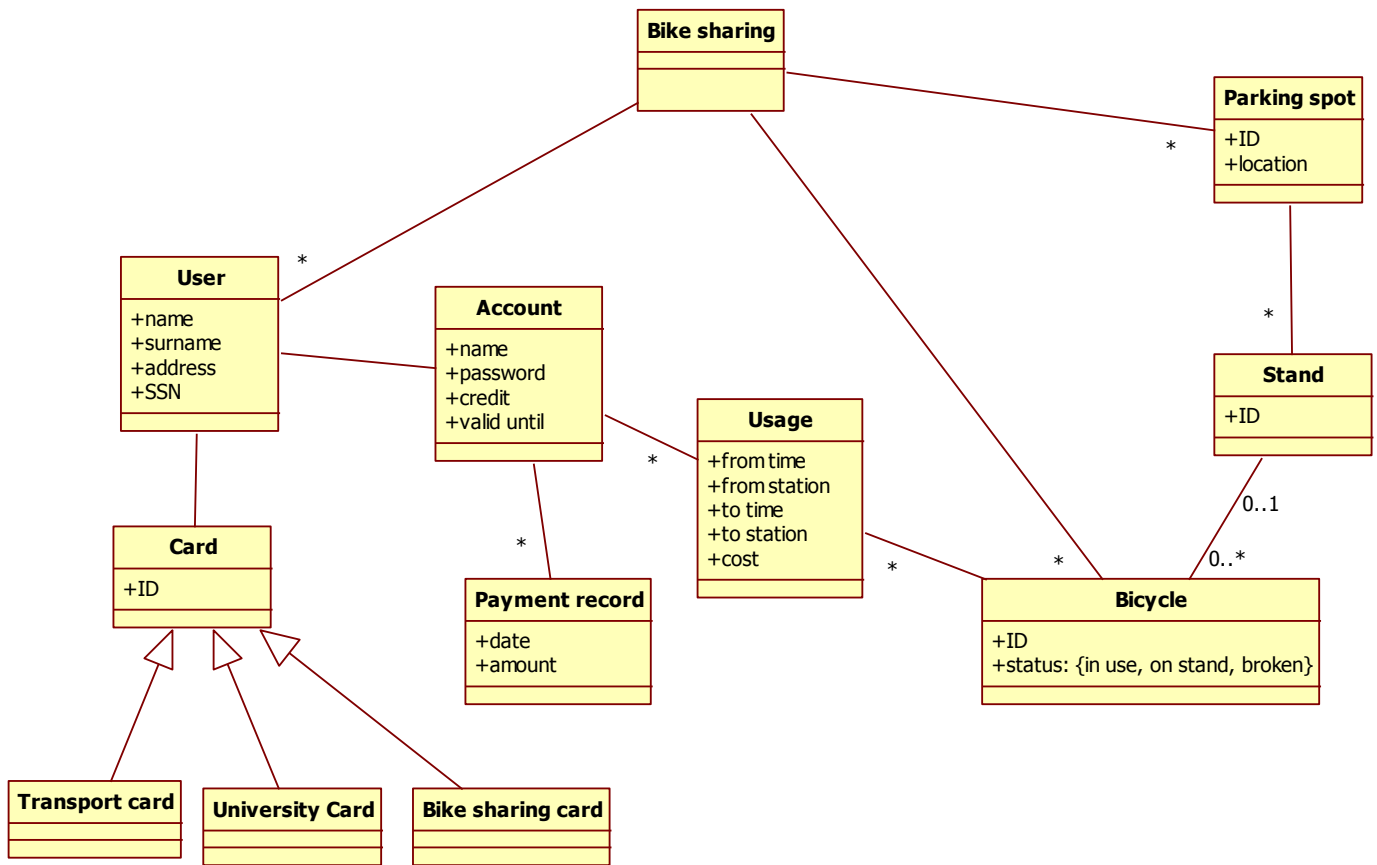 Bike sharing
*
*
*
Parking spot
+ID
+location
*
User
+name
+surname
+address
+SSN
Account
+name
+password
+credit
+valid until
*
*
Usage
+from time
+from station
+to time
+to station
+cost
*
Stand
+ID
0..1
0..*
Card
+ID
Payment record
+date
+amount
Bicycle
+ID
+status: {in use, on stand, broken}
Transport card
University Card
Bike sharing card